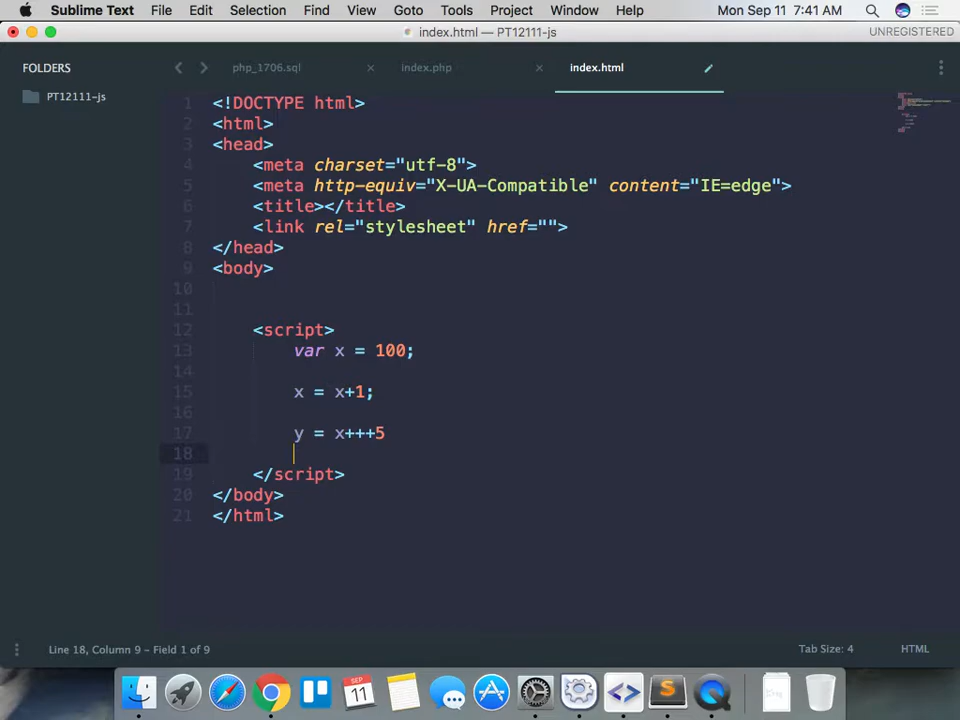 Sublime Text File Edit Selection Find View Goto Tools Project Window Help Mon Sep 11 7:41 AM
index.html — PT12111-js UNREGISTERED
FOLDERS php_1706.sql index.php index.html
PT12111-js
1 <!DOCTYPE html>
2 <html>
3 <head>
4 <meta charset="utf-8">
5 <meta http-equiv="X-UA-Compatible" content="IE=edge">
6 <title></title>
7 <link rel="stylesheet" href="">
8 </head>
9 <body>
10
11
12 <script>
13 var x = 100;
14
15 x = x+1;
16
17 y = x+++5
18
19 </script>
20 </body>
21 </html>
Line 18, Column 9 – Field 1 of 9 Tab Size: 4 HTML
SEP
11